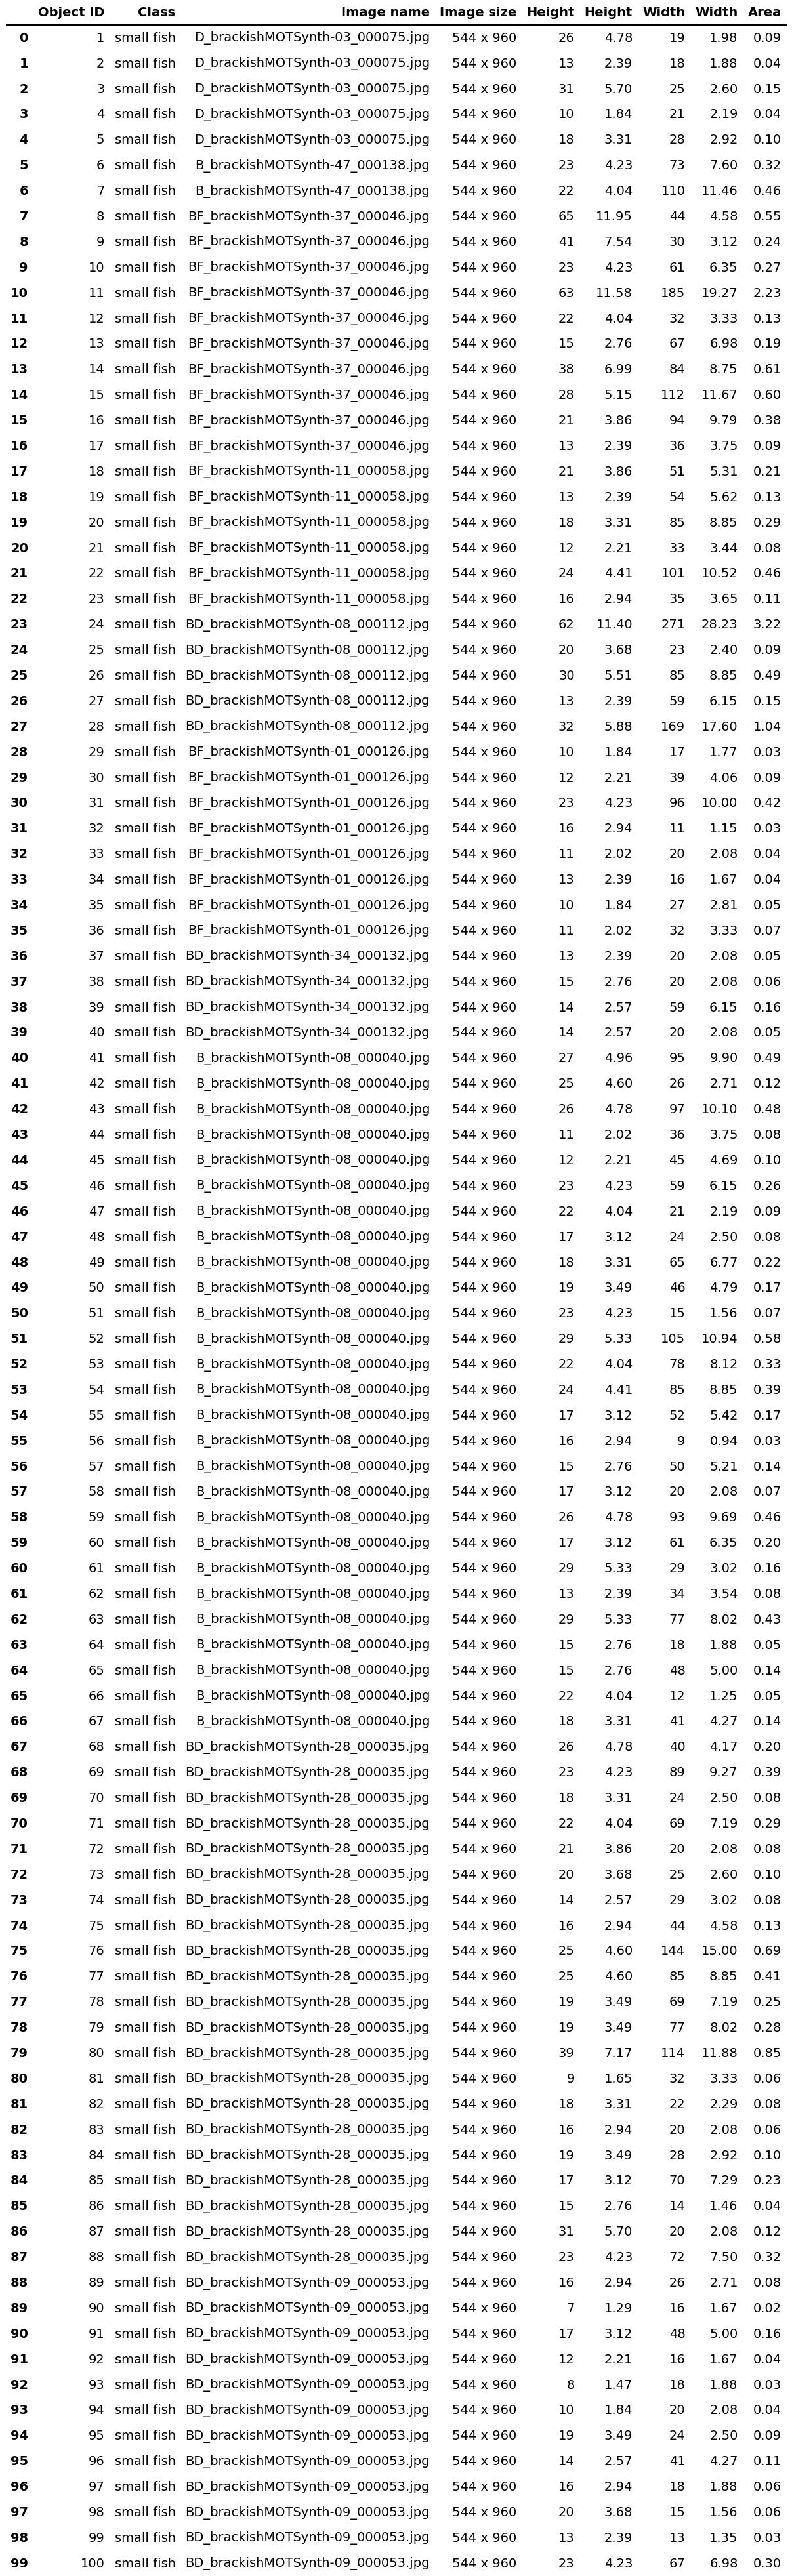 Object ID Class Image name Image size Height Height Width Width Area
0 1 small fish D_brackishMOTSynth-03_000075.jpg 544 x 960 26 4.78 19 1.98 0.09
1 2 small fish D_brackishMOTSynth-03_000075.jpg 544 x 960 13 2.39 18 1.88 0.04
2 3 small fish D_brackishMOTSynth-03_000075.jpg 544 x 960 31 5.70 25 2.60 0.15
3 4 small fish D_brackishMOTSynth-03_000075.jpg 544 x 960 10 1.84 21 2.19 0.04
4 5 small fish D_brackishMOTSynth-03_000075.jpg 544 x 960 18 3.31 28 2.92 0.10
5 6 small fish B_brackishMOTSynth-47_000138.jpg 544 x 960 23 4.23 73 7.60 0.32
6 7 small fish B_brackishMOTSynth-47_000138.jpg 544 x 960 22 4.04 110 11.46 0.46
7 8 small fish BF_brackishMOTSynth-37_000046.jpg 544 x 960 65 11.95 44 4.58 0.55
8 9 small fish BF_brackishMOTSynth-37_000046.jpg 544 x 960 41 7.54 30 3.12 0.24
9 10 small fish BF_brackishMOTSynth-37_000046.jpg 544 x 960 23 4.23 61 6.35 0.27
10 11 small fish BF_brackishMOTSynth-37_000046.jpg 544 x 960 63 11.58 185 19.27 2.23
11 12 small fish BF_brackishMOTSynth-37_000046.jpg 544 x 960 22 4.04 32 3.33 0.13
12 13 small fish BF_brackishMOTSynth-37_000046.jpg 544 x 960 15 2.76 67 6.98 0.19
13 14 small fish BF_brackishMOTSynth-37_000046.jpg 544 x 960 38 6.99 84 8.75 0.61
14 15 small fish BF_brackishMOTSynth-37_000046.jpg 544 x 960 28 5.15 112 11.67 0.60
15 16 small fish BF_brackishMOTSynth-37_000046.jpg 544 x 960 21 3.86 94 9.79 0.38
16 17 small fish BF_brackishMOTSynth-37_000046.jpg 544 x 960 13 2.39 36 3.75 0.09
17 18 small fish BF_brackishMOTSynth-11_000058.jpg 544 x 960 21 3.86 51 5.31 0.21
18 19 small fish BF_brackishMOTSynth-11_000058.jpg 544 x 960 13 2.39 54 5.62 0.13
19 20 small fish BF_brackishMOTSynth-11_000058.jpg 544 x 960 18 3.31 85 8.85 0.29
20 21 small fish BF_brackishMOTSynth-11_000058.jpg 544 x 960 12 2.21 33 3.44 0.08
21 22 small fish BF_brackishMOTSynth-11_000058.jpg 544 x 960 24 4.41 101 10.52 0.46
22 23 small fish BF_brackishMOTSynth-11_000058.jpg 544 x 960 16 2.94 35 3.65 0.11
23 24 small fish BD_brackishMOTSynth-08_000112.jpg 544 x 960 62 11.40 271 28.23 3.22
24 25 small fish BD_brackishMOTSynth-08_000112.jpg 544 x 960 20 3.68 23 2.40 0.09
25 26 small fish BD_brackishMOTSynth-08_000112.jpg 544 x 960 30 5.51 85 8.85 0.49
26 27 small fish BD_brackishMOTSynth-08_000112.jpg 544 x 960 13 2.39 59 6.15 0.15
27 28 small fish BD_brackishMOTSynth-08_000112.jpg 544 x 960 32 5.88 169 17.60 1.04
28 29 small fish BF_brackishMOTSynth-01_000126.jpg 544 x 960 10 1.84 17 1.77 0.03
29 30 small fish BF_brackishMOTSynth-01_000126.jpg 544 x 960 12 2.21 39 4.06 0.09
30 31 small fish BF_brackishMOTSynth-01_000126.jpg 544 x 960 23 4.23 96 10.00 0.42
31 32 small fish BF_brackishMOTSynth-01_000126.jpg 544 x 960 16 2.94 11 1.15 0.03
32 33 small fish BF_brackishMOTSynth-01_000126.jpg 544 x 960 11 2.02 20 2.08 0.04
33 34 small fish BF_brackishMOTSynth-01_000126.jpg 544 x 960 13 2.39 16 1.67 0.04
34 35 small fish BF_brackishMOTSynth-01_000126.jpg 544 x 960 10 1.84 27 2.81 0.05
35 36 small fish BF_brackishMOTSynth-01_000126.jpg 544 x 960 11 2.02 32 3.33 0.07
36 37 small fish BD_brackishMOTSynth-34_000132.jpg 544 x 960 13 2.39 20 2.08 0.05
37 38 small fish BD_brackishMOTSynth-34_000132.jpg 544 x 960 15 2.76 20 2.08 0.06
38 39 small fish BD_brackishMOTSynth-34_000132.jpg 544 x 960 14 2.57 59 6.15 0.16
39 40 small fish BD_brackishMOTSynth-34_000132.jpg 544 x 960 14 2.57 20 2.08 0.05
40 41 small fish B_brackishMOTSynth-08_000040.jpg 544 x 960 27 4.96 95 9.90 0.49
41 42 small fish B_brackishMOTSynth-08_000040.jpg 544 x 960 25 4.60 26 2.71 0.12
42 43 small fish B_brackishMOTSynth-08_000040.jpg 544 x 960 26 4.78 97 10.10 0.48
43 44 small fish B_brackishMOTSynth-08_000040.jpg 544 x 960 11 2.02 36 3.75 0.08
44 45 small fish B_brackishMOTSynth-08_000040.jpg 544 x 960 12 2.21 45 4.69 0.10
45 46 small fish B_brackishMOTSynth-08_000040.jpg 544 x 960 23 4.23 59 6.15 0.26
46 47 small fish B_brackishMOTSynth-08_000040.jpg 544 x 960 22 4.04 21 2.19 0.09
47 48 small fish B_brackishMOTSynth-08_000040.jpg 544 x 960 17 3.12 24 2.50 0.08
48 49 small fish B_brackishMOTSynth-08_000040.jpg 544 x 960 18 3.31 65 6.77 0.22
49 50 small fish B_brackishMOTSynth-08_000040.jpg 544 x 960 19 3.49 46 4.79 0.17
50 51 small fish B_brackishMOTSynth-08_000040.jpg 544 x 960 23 4.23 15 1.56 0.07
51 52 small fish B_brackishMOTSynth-08_000040.jpg 544 x 960 29 5.33 105 10.94 0.58
52 53 small fish B_brackishMOTSynth-08_000040.jpg 544 x 960 22 4.04 78 8.12 0.33
53 54 small fish B_brackishMOTSynth-08_000040.jpg 544 x 960 24 4.41 85 8.85 0.39
54 55 small fish B_brackishMOTSynth-08_000040.jpg 544 x 960 17 3.12 52 5.42 0.17
55 56 small fish B_brackishMOTSynth-08_000040.jpg 544 x 960 16 2.94 9 0.94 0.03
56 57 small fish B_brackishMOTSynth-08_000040.jpg 544 x 960 15 2.76 50 5.21 0.14
57 58 small fish B_brackishMOTSynth-08_000040.jpg 544 x 960 17 3.12 20 2.08 0.07
58 59 small fish B_brackishMOTSynth-08_000040.jpg 544 x 960 26 4.78 93 9.69 0.46
59 60 small fish B_brackishMOTSynth-08_000040.jpg 544 x 960 17 3.12 61 6.35 0.20
60 61 small fish B_brackishMOTSynth-08_000040.jpg 544 x 960 29 5.33 29 3.02 0.16
61 62 small fish B_brackishMOTSynth-08_000040.jpg 544 x 960 13 2.39 34 3.54 0.08
62 63 small fish B_brackishMOTSynth-08_000040.jpg 544 x 960 29 5.33 77 8.02 0.43
63 64 small fish B_brackishMOTSynth-08_000040.jpg 544 x 960 15 2.76 18 1.88 0.05
64 65 small fish B_brackishMOTSynth-08_000040.jpg 544 x 960 15 2.76 48 5.00 0.14
65 66 small fish B_brackishMOTSynth-08_000040.jpg 544 x 960 22 4.04 12 1.25 0.05
66 67 small fish B_brackishMOTSynth-08_000040.jpg 544 x 960 18 3.31 41 4.27 0.14
67 68 small fish BD_brackishMOTSynth-28_000035.jpg 544 x 960 26 4.78 40 4.17 0.20
68 69 small fish BD_brackishMOTSynth-28_000035.jpg 544 x 960 23 4.23 89 9.27 0.39
69 70 small fish BD_brackishMOTSynth-28_000035.jpg 544 x 960 18 3.31 24 2.50 0.08
70 71 small fish BD_brackishMOTSynth-28_000035.jpg 544 x 960 22 4.04 69 7.19 0.29
71 72 small fish BD_brackishMOTSynth-28_000035.jpg 544 x 960 21 3.86 20 2.08 0.08
72 73 small fish BD_brackishMOTSynth-28_000035.jpg 544 x 960 20 3.68 25 2.60 0.10
73 74 small fish BD_brackishMOTSynth-28_000035.jpg 544 x 960 14 2.57 29 3.02 0.08
74 75 small fish BD_brackishMOTSynth-28_000035.jpg 544 x 960 16 2.94 44 4.58 0.13
75 76 small fish BD_brackishMOTSynth-28_000035.jpg 544 x 960 25 4.60 144 15.00 0.69
76 77 small fish BD_brackishMOTSynth-28_000035.jpg 544 x 960 25 4.60 85 8.85 0.41
77 78 small fish BD_brackishMOTSynth-28_000035.jpg 544 x 960 19 3.49 69 7.19 0.25
78 79 small fish BD_brackishMOTSynth-28_000035.jpg 544 x 960 19 3.49 77 8.02 0.28
79 80 small fish BD_brackishMOTSynth-28_000035.jpg 544 x 960 39 7.17 114 11.88 0.85
80 81 small fish BD_brackishMOTSynth-28_000035.jpg 544 x 960 9 1.65 32 3.33 0.06
81 82 small fish BD_brackishMOTSynth-28_000035.jpg 544 x 960 18 3.31 22 2.29 0.08
82 83 small fish BD_brackishMOTSynth-28_000035.jpg 544 x 960 16 2.94 20 2.08 0.06
83 84 small fish BD_brackishMOTSynth-28_000035.jpg 544 x 960 19 3.49 28 2.92 0.10
84 85 small fish BD_brackishMOTSynth-28_000035.jpg 544 x 960 17 3.12 70 7.29 0.23
85 86 small fish BD_brackishMOTSynth-28_000035.jpg 544 x 960 15 2.76 14 1.46 0.04
86 87 small fish BD_brackishMOTSynth-28_000035.jpg 544 x 960 31 5.70 20 2.08 0.12
87 88 small fish BD_brackishMOTSynth-28_000035.jpg 544 x 960 23 4.23 72 7.50 0.32
88 89 small fish BD_brackishMOTSynth-09_000053.jpg 544 x 960 16 2.94 26 2.71 0.08
89 90 small fish BD_brackishMOTSynth-09_000053.jpg 544 x 960 7 1.29 16 1.67 0.02
90 91 small fish BD_brackishMOTSynth-09_000053.jpg 544 x 960 17 3.12 48 5.00 0.16
91 92 small fish BD_brackishMOTSynth-09_000053.jpg 544 x 960 12 2.21 16 1.67 0.04
92 93 small fish BD_brackishMOTSynth-09_000053.jpg 544 x 960 8 1.47 18 1.88 0.03
93 94 small fish BD_brackishMOTSynth-09_000053.jpg 544 x 960 10 1.84 20 2.08 0.04
94 95 small fish BD_brackishMOTSynth-09_000053.jpg 544 x 960 19 3.49 24 2.50 0.09
95 96 small fish BD_brackishMOTSynth-09_000053.jpg 544 x 960 14 2.57 41 4.27 0.11
96 97 small fish BD_brackishMOTSynth-09_000053.jpg 544 x 960 16 2.94 18 1.88 0.06
97 98 small fish BD_brackishMOTSynth-09_000053.jpg 544 x 960 20 3.68 15 1.56 0.06
98 99 small fish BD_brackishMOTSynth-09_000053.jpg 544 x 960 13 2.39 13 1.35 0.03
99 100 small fish BD_brackishMOTSynth-09_000053.jpg 544 x 960 23 4.23 67 6.98 0.30